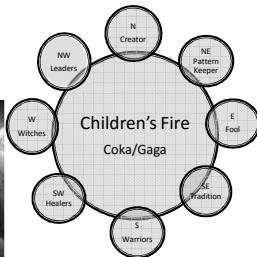 N
Creator
NW
Leaders
NE
Pattern
Keeper
W
Witches
Children's Fire
Coka/Gaga
E
Fool
SW
Healers
SE
Tradition
S
Warriors